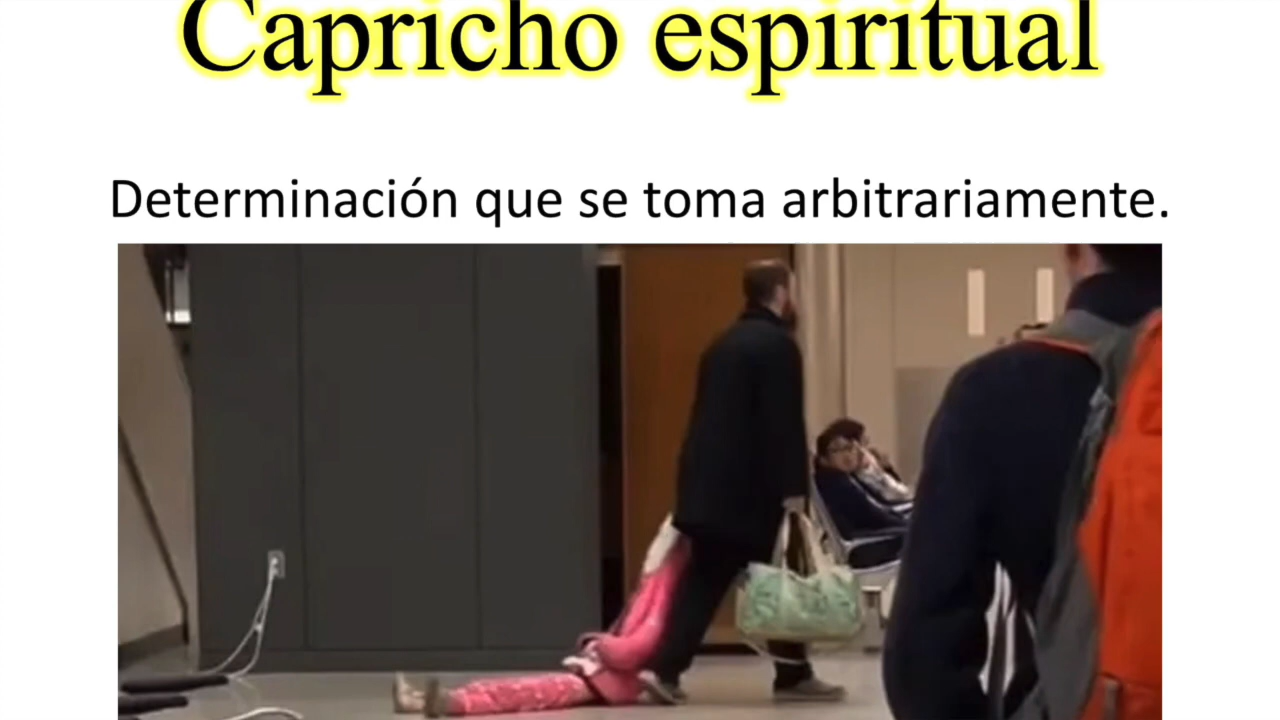 Capricho espiritual
Determinación que se toma arbitrariamente.